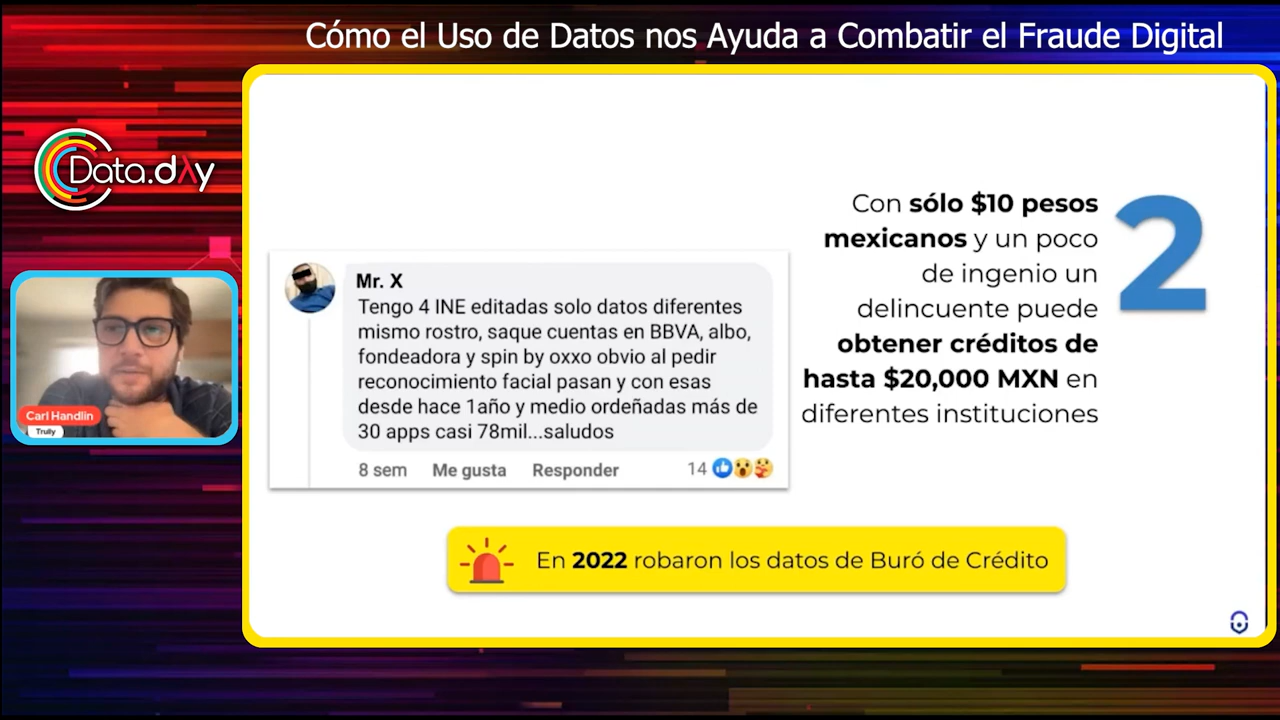 Cómo el Uso de Datos nos Ayuda a Combatir el Fraude Digital
Data.dAy
Carl Handlin
Trully
Mr. X
Tengo 4 INE editadas solo datos diferentes
mismo rostro, saque cuentas en BBVA, albo,
fondeadora y spin by oxxo obvio al pedir
reconocimiento facial pasan y con esas
desde hace 1año y medio ordeñadas más de
30 apps casi 78mil...saludos
8 sem Me gusta Responder 14
Con sólo $10 pesos
mexicanos y un poco
de ingenio un
delincuente puede
obtener créditos de
hasta $20,000 MXN en
diferentes instituciones
2
En 2022 robaron los datos de Buró de Crédito